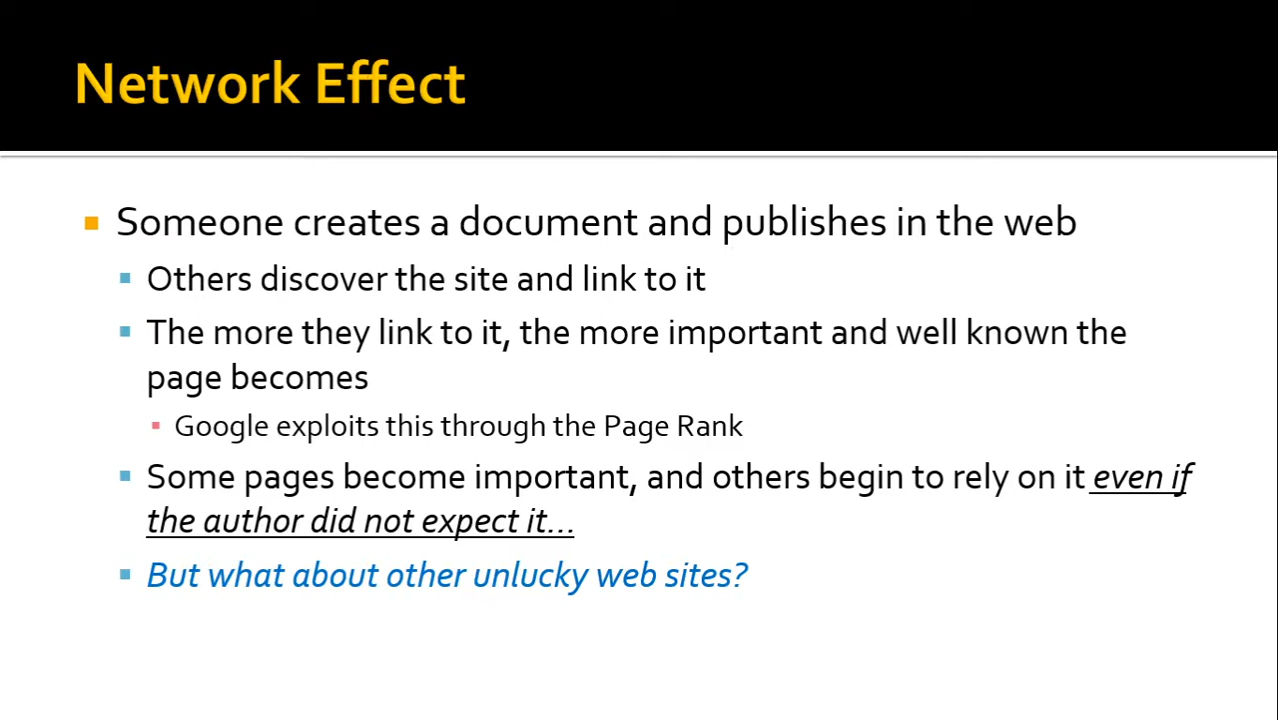 Network Effect
Someone creates a document and publishes in the web
Others discover the site and link to it
The more they link to it, the more important and well known the
page becomes
Google exploits this through the Page Rank
Some pages become important, and others begin to rely on it even if
the author did not expect it...
But what about other unlucky web sites?